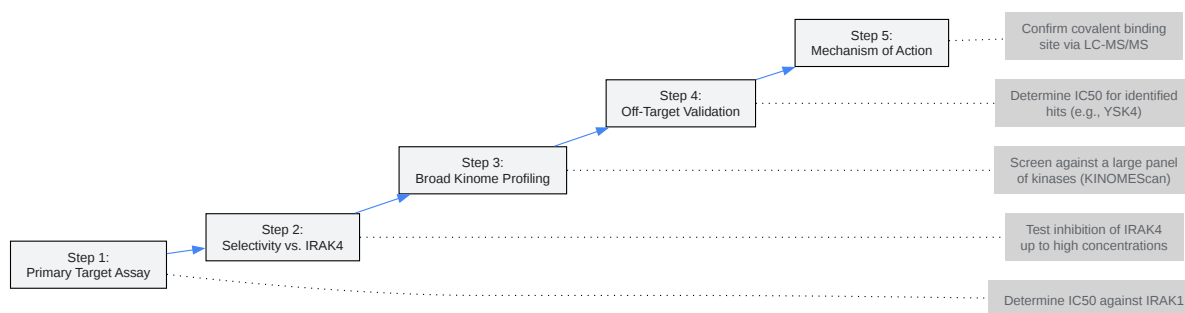 Step 5:
Mechanism of Action
Confirm covalent binding
site via LC-MS/MS
Step 4:
Off-Target Validation
Determine IC50 for identified
hits (e.g., YSK4)
Step 3:
Broad Kinome Profiling
Screen against a large panel
of kinases (KINOMEScan)
Step 2:
Selectivity vs. IRAK4
Test inhibition of IRAK4
up to high concentrations
Step 1:
Primary Target Assay
Determine IC50 against IRAK1